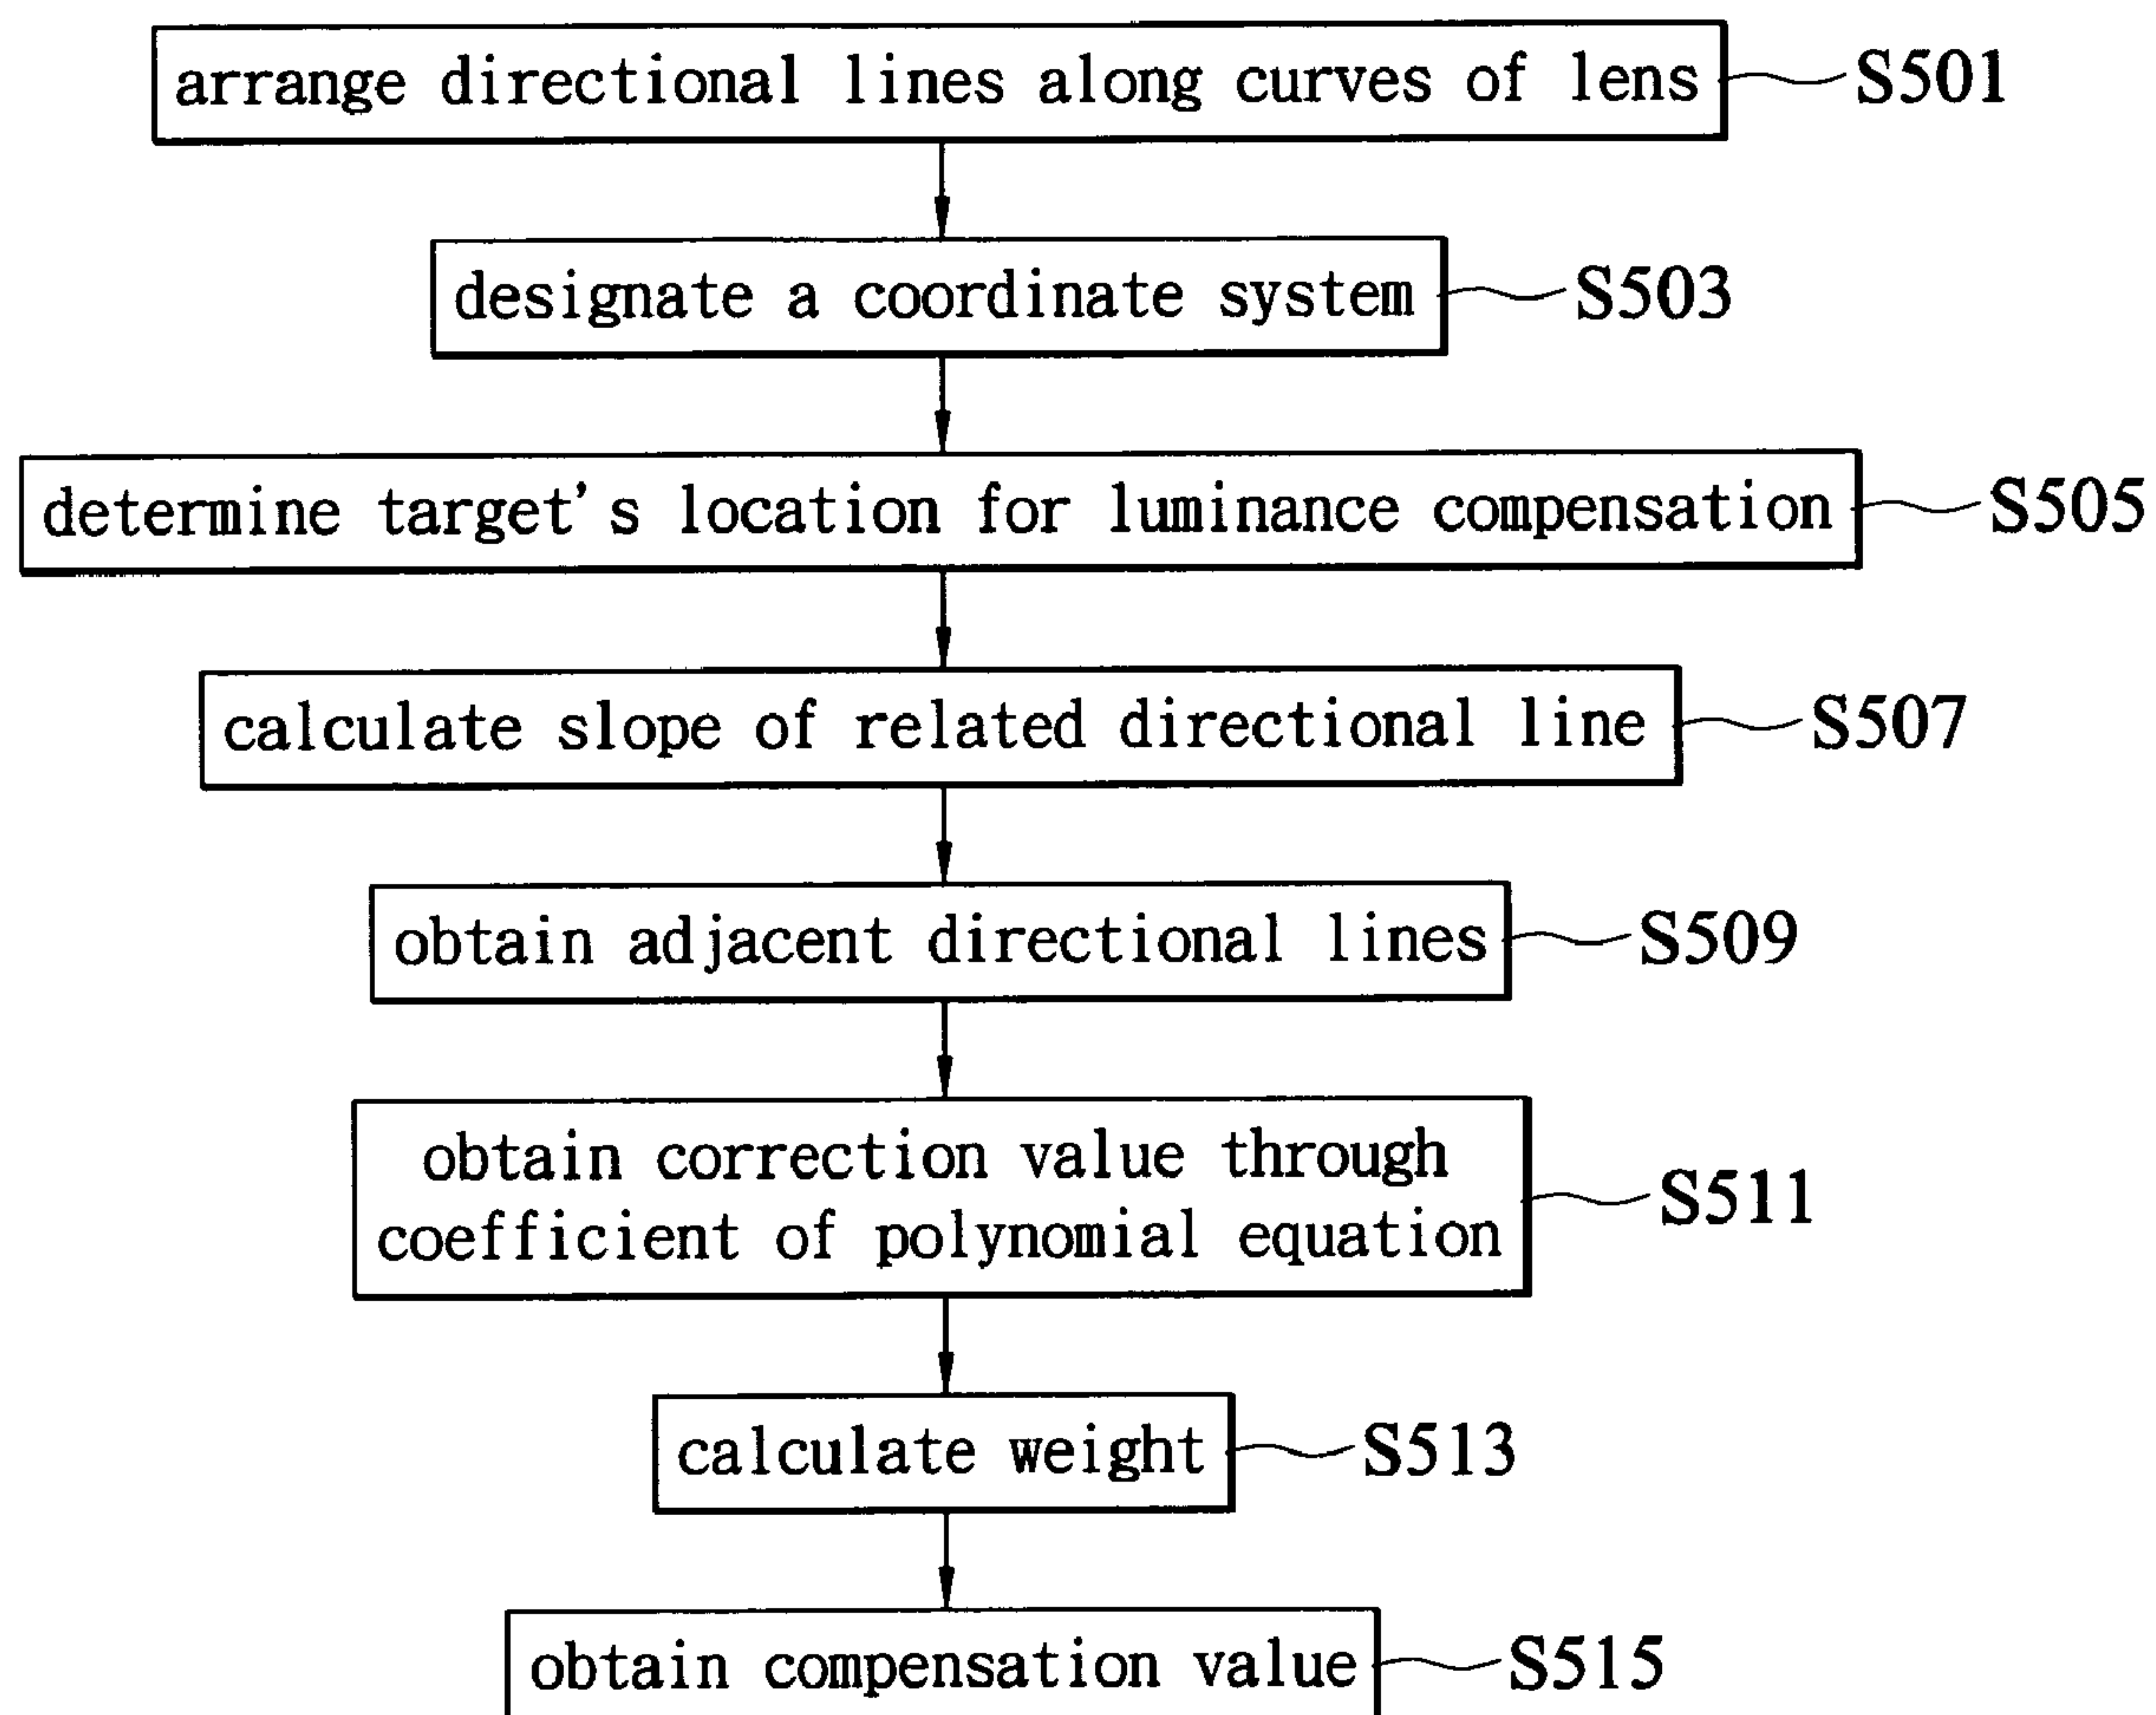 arrange directional lines along curves of lens S501
designate a coordinate system S503
determine target's location for luminance compensation S505
calculate slope of related directional line S507
obtain adjacent directional lines S509
obtain correction value through
coefficient of polynomial equation S511
calculate weight S513
obtain compensation value S515